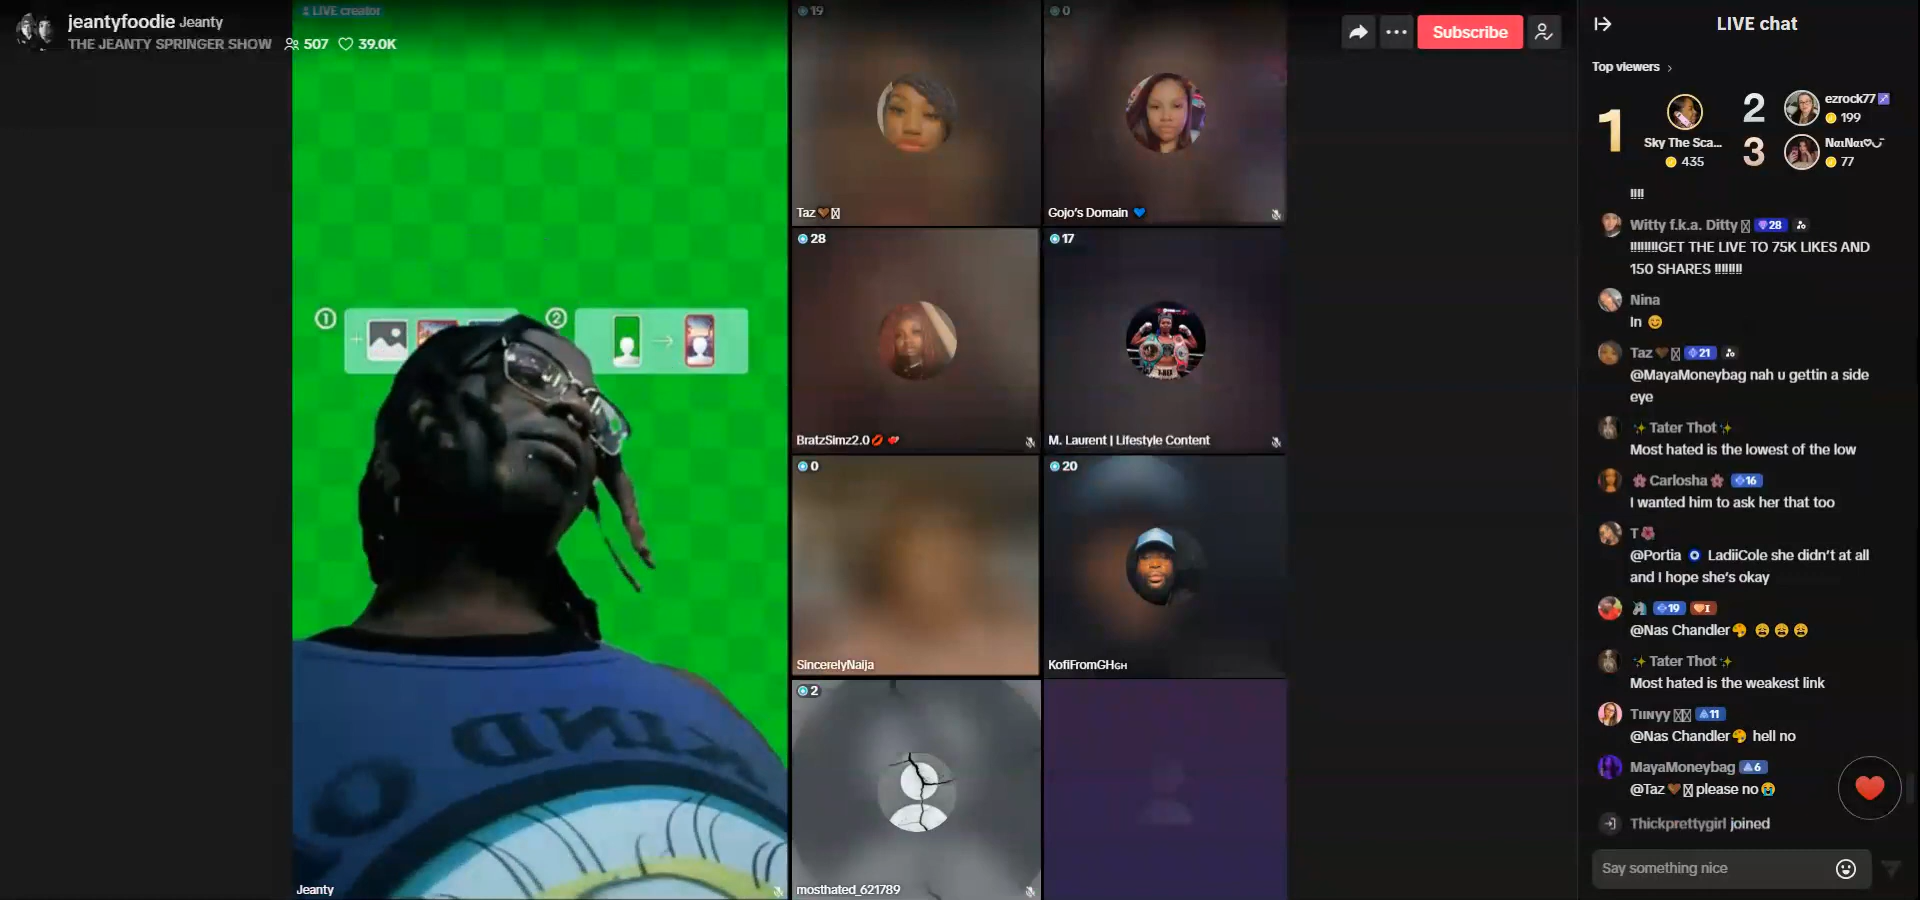 jeantyfoodie Jeanty
THE JEANTY SPRINGER SHOW 507 39.0K
LIVE creator
1
2
KIND
Jeanty
19
Taz
0
Gojo's Domain
28
BratzSimz2.0
17
M. Laurent | Lifestyle Content
0
SincerelyNaija
20
KofiFromGHGH
2
mosthated_621789
Subscribe
LIVE chat
Top viewers
1
Sky The Sca...
435
2
ezrock77
199
3
NαιNαι
77
!!!!
Witty f.k.a. Ditty 28
!!!!!!!!GET THE LIVE TO 75K LIKES AND
150 SHARES !!!!!!!
Nina
In 😊
Taz 21
@MayaMoneybag nah u gettin a side
eye
✨Tater Thot✨
Most hated is the lowest of the low
🌸Carlosha🌸 16
I wanted him to ask her that too
T🌺
@Portia 🧿 LadiiCole she didn't at all
and I hope she's okay
19 I
@Nas Chandler 😩😩😩
✨Tater Thot✨
Most hated is the weakest link
Tιιɴyy 11
@Nas Chandler hell no
MayaMoneybag 6
@Taz🤎 please no😭
Thickprettygirl joined
Say something nice